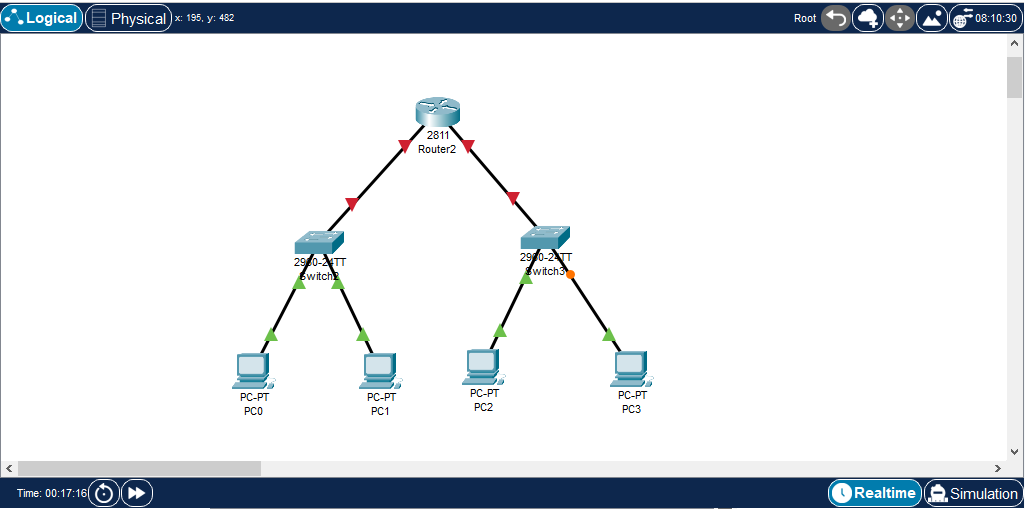 Logical
Physical
x: 195, y: 482
Root
08:10:30
2811
Router2
2960-24TT
Switch2
2960-24TT
Switch3
PC-PT
PC0
PC-PT
PC1
PC-PT
PC2
PC-PT
PC3
Time: 00:17:16
Realtime
Simulation